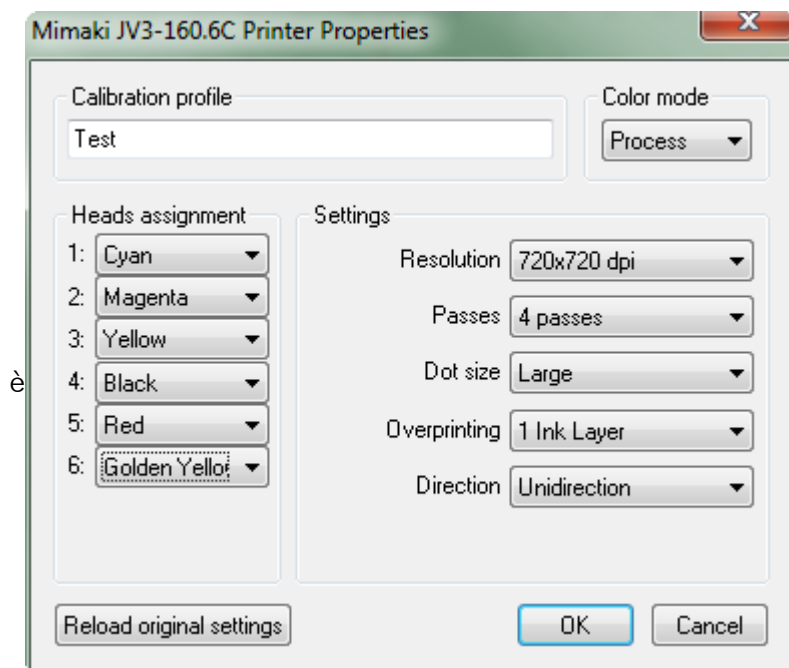 Mimaki JV3-160.6C Printer Properties
Calibration profile
Color mode
Test
Process
Heads assignment
Settings
1: Cyan
Resolution 720x720 dpi
2: Magenta
Passes 4 passes
3: Yellow
Dot size Large
è
4: Black
5: Red
Overprinting 1 Ink Layer
6: Golden Yello
Direction Unidirection
Reload original settings
OK
Cancel